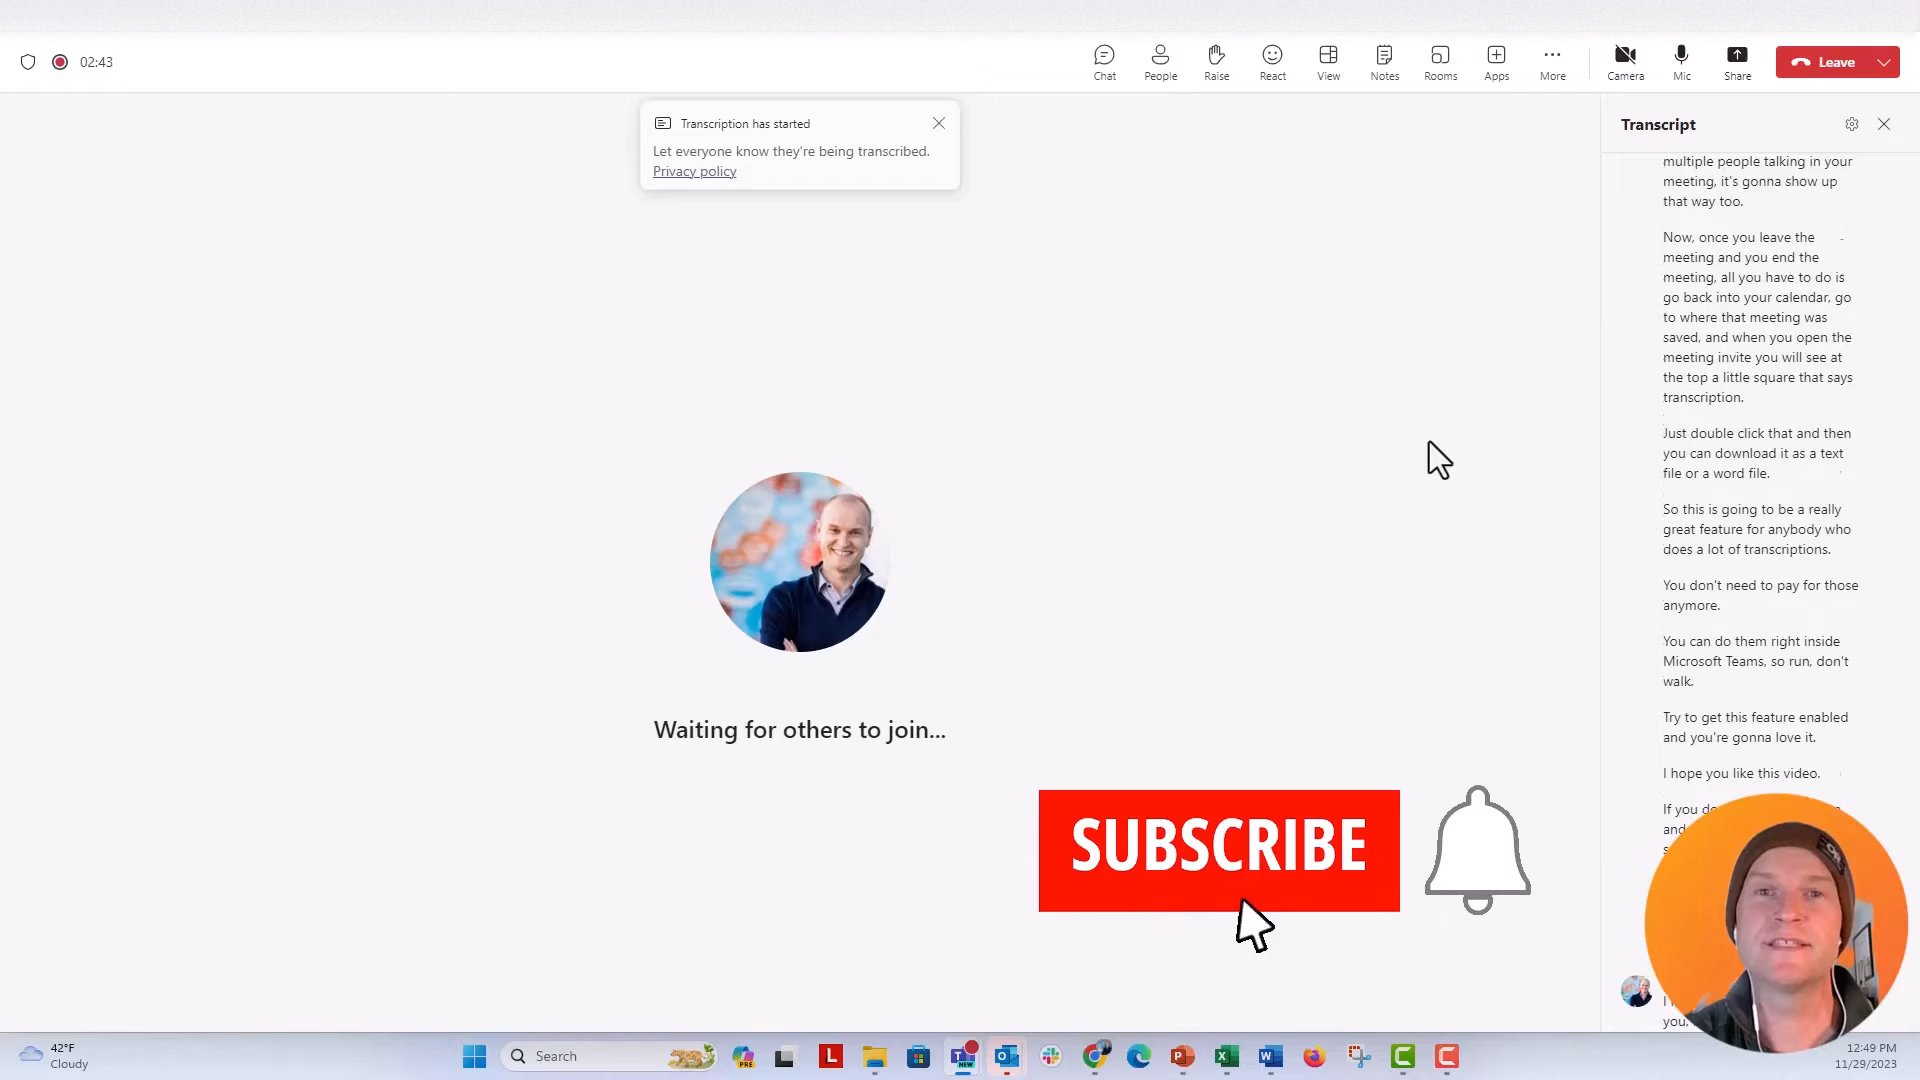 02:43
Chat
People
Raise
React
View
Notes
Rooms
Apps
More
Camera
Mic
Share
Leave
Transcription has started
Let everyone know they're being transcribed.
Privacy policy
Transcript
multiple people talking in your
meeting, it's gonna show up
that way too.
Now, once you leave the
meeting and you end the
meeting, all you have to do is
go back into your calendar, go
to where that meeting was
saved, and when you open the
meeting invite you will see at
the top a little square that says
transcription.
Just double click that and then
you can download it as a text
file or a word file.
So this is going to be a really
great feature for anybody who
does a lot of transcriptions.
You don't need to pay for those
anymore.
You can do them right inside
Microsoft Teams, so run, don't
walk.
Try to get this feature enabled
and you're gonna love it.
I hope you like this video.
If you
and
you,
Waiting for others to join...
SUBSCRIBE
42°F
Cloudy
Search
PRE
L
NEW
12:49 PM
11/29/2023